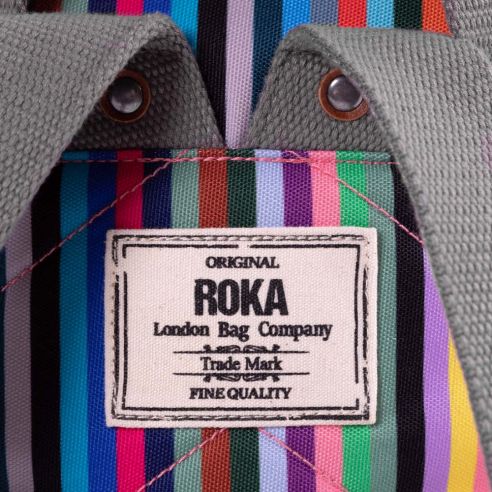 ORIGINAL
ROKA
London Bag Company
Trade Mark
FINE QUALITY